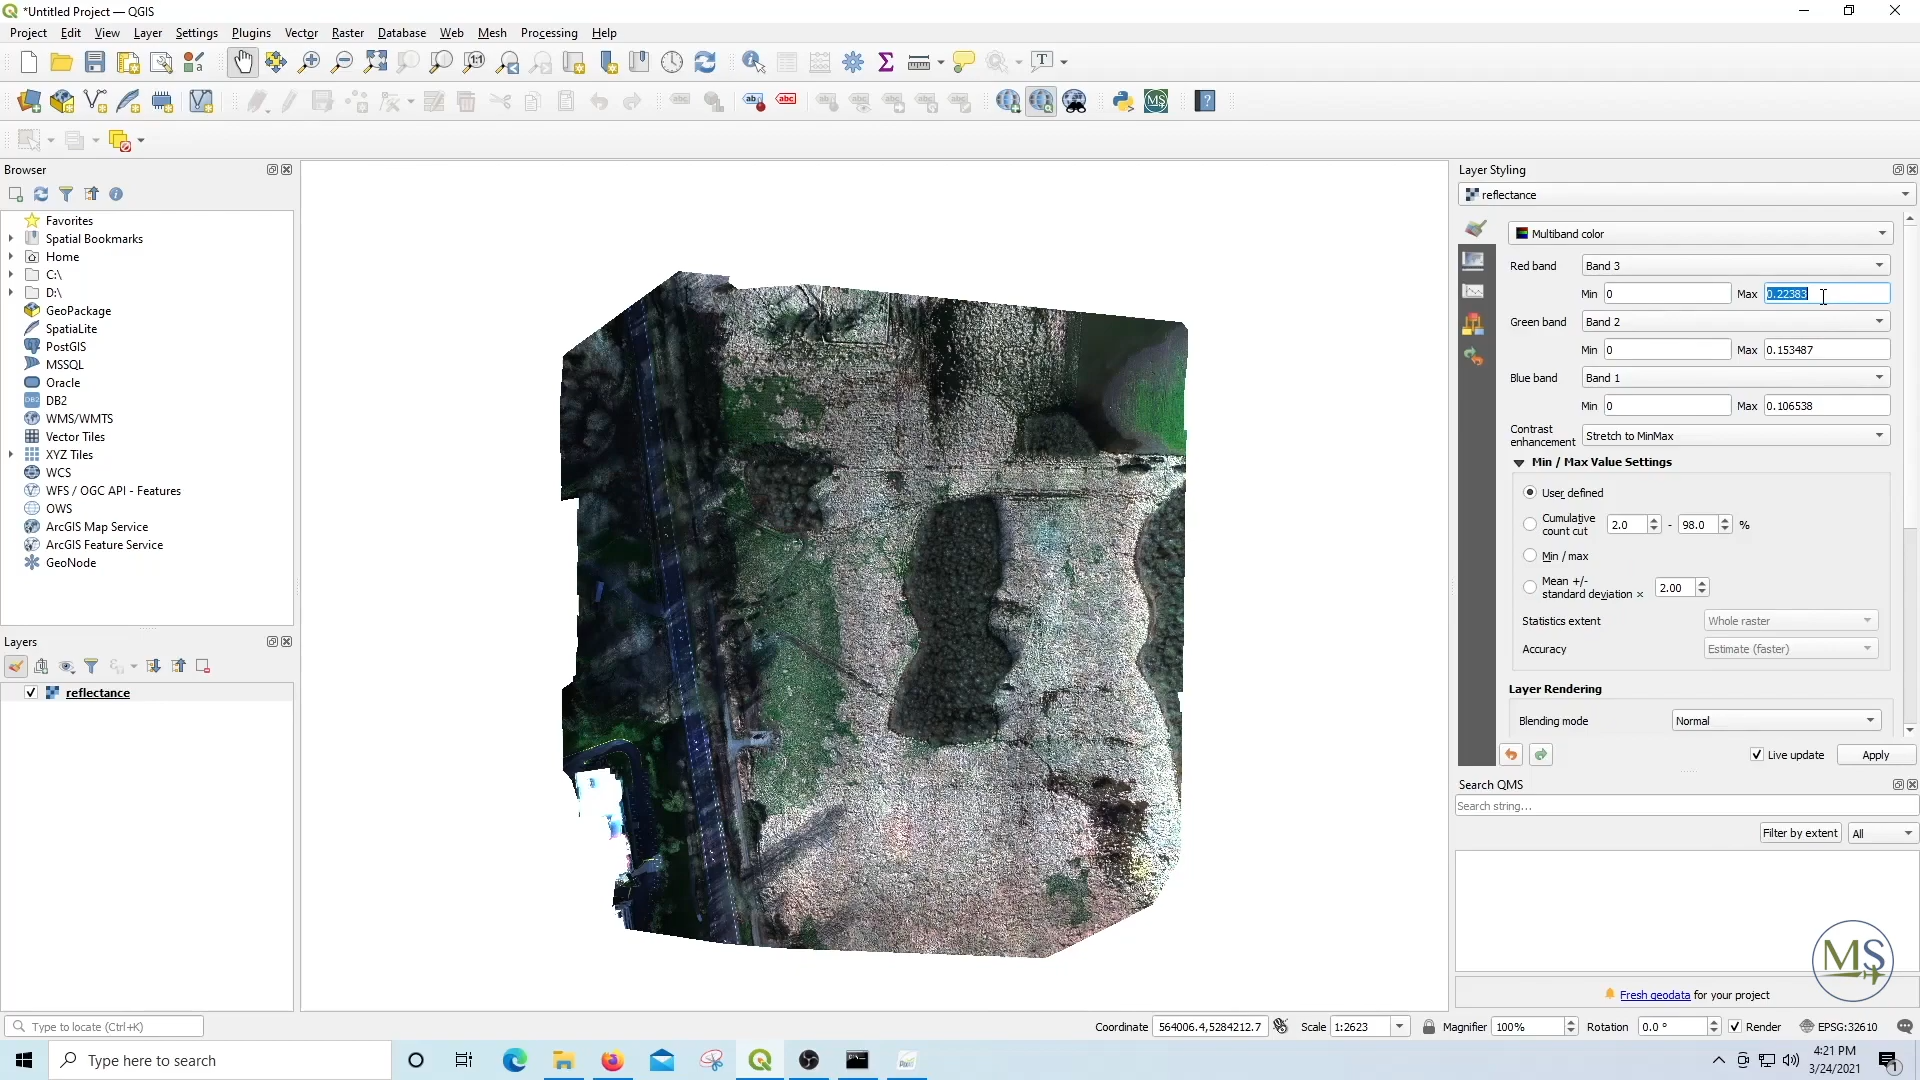 *Untitled Project — QGIS
Project Edit View Layer Settings Plugins Vector Raster Database Web Mesh Processing Help
Browser
Favorites
Spatial Bookmarks
Home
C:\
D:\
GeoPackage
SpatiaLite
PostGIS
MSSQL
Oracle
DB2
WMS/WMTS
Vector Tiles
XYZ Tiles
WCS
WFS / OGC API - Features
OWS
ArcGIS Map Service
ArcGIS Feature Service
GeoNode
Layers
reflectance
Layer Styling
reflectance
Multiband color
Red band Band 3
Min 0 Max 0.22383
Green band Band 2
Min 0 Max 0.153487
Blue band Band 1
Min 0 Max 0.106538
Contrast
enhancement Stretch to MinMax
Min / Max Value Settings
User defined
Cumulative
count cut 2.0 - 98.0 %
Min / max
Mean +/-
standard deviation × 2.00
Statistics extent Whole raster
Accuracy Estimate (faster)
Layer Rendering
Blending mode Normal
Live update Apply
Search QMS
Search string...
Filter by extent All
MS
Fresh geodata for your project
Type to locate (Ctrl+K) Coordinate 564006.4,5284212.7 Scale 1:2623 Magnifier 100% Rotation 0.0 ° Render EPSG:32610
Type here to search
4:21 PM
3/24/2021